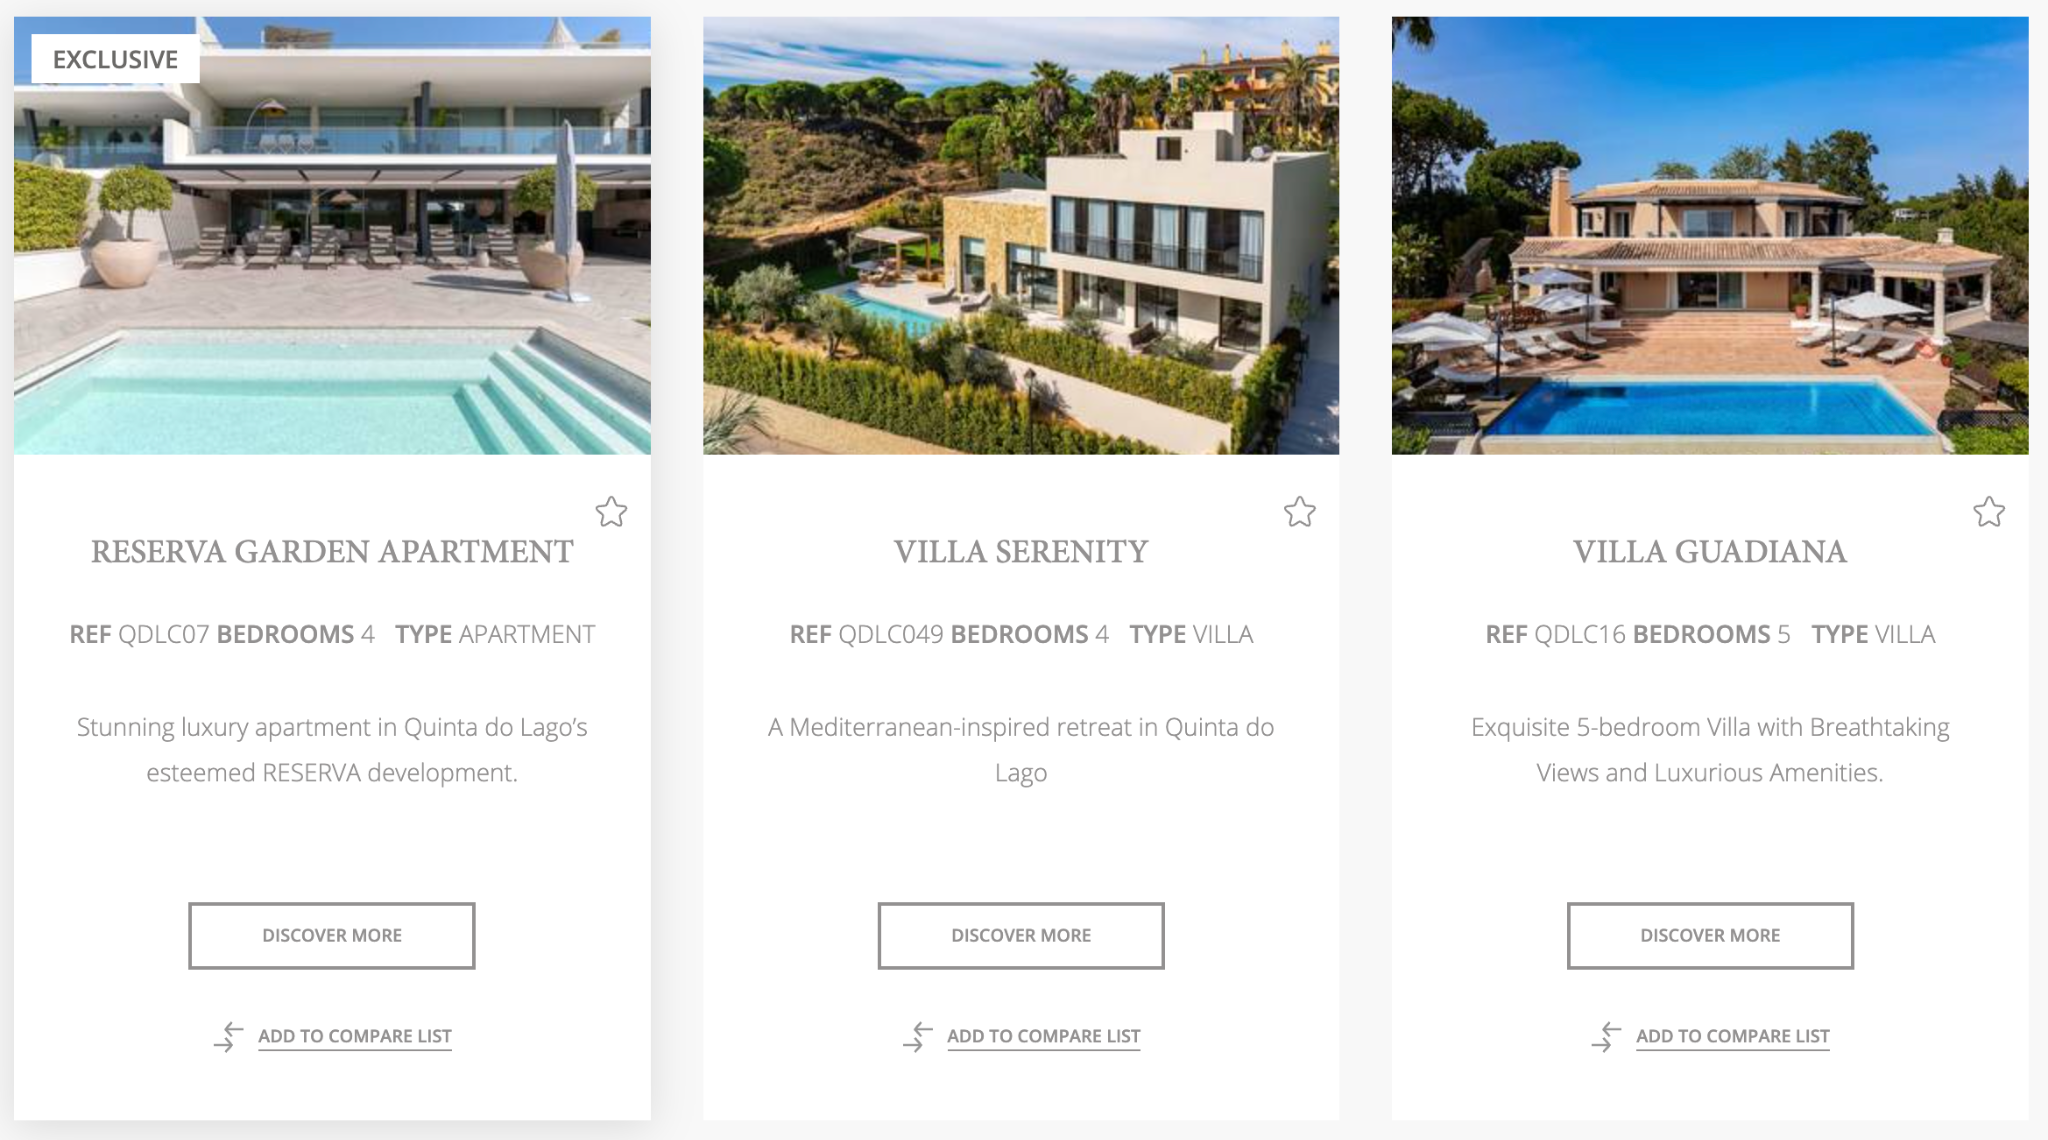 EXCLUSIVE
RESERVA GARDEN APARTMENT
REF QDLC07 BEDROOMS 4 TYPE APARTMENT
Stunning luxury apartment in Quinta do Lago’s
esteemed RESERVA development.
DISCOVER MORE
ADD TO COMPARE LIST
VILLA SERENITY
REF QDLC049 BEDROOMS 4 TYPE VILLA
A Mediterranean-inspired retreat in Quinta do
Lago
DISCOVER MORE
ADD TO COMPARE LIST
VILLA GUADIANA
REF QDLC16 BEDROOMS 5 TYPE VILLA
Exquisite 5-bedroom Villa with Breathtaking
Views and Luxurious Amenities.
DISCOVER MORE
ADD TO COMPARE LIST